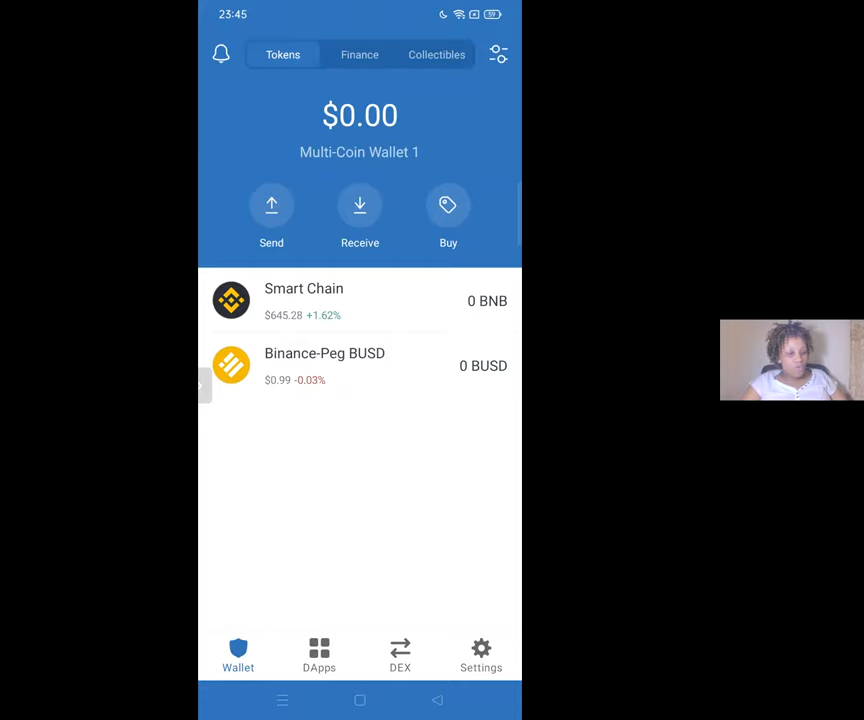 23:45
59
Tokens
Finance
Collectibles
$0.00
Multi-Coin Wallet 1
Send
Receive
Buy
Smart Chain
$645.28 +1.62%
0 BNB
Binance-Peg BUSD
$0.99 -0.03%
0 BUSD
Wallet
DApps
DEX
Settings